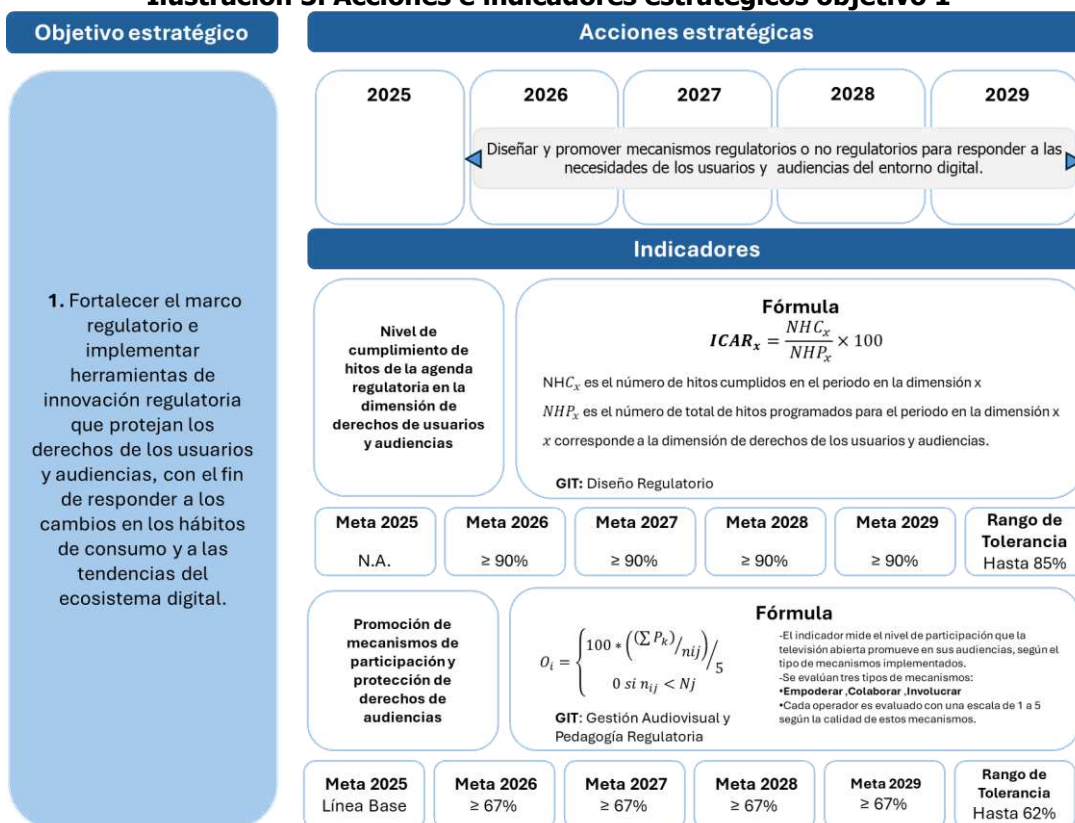 Ilustración 3. Acciones e indicadores estratégicos objetivo 1
Objetivo estratégico
Acciones estratégicas
2025
2026
2027
2028
2029
Diseñar y promover mecanismos regulatorios o no regulatorios para responder a las
necesidades de los usuarios y audiencias del entorno digital.
1. Fortalecer el marco
regulatorio e
implementar
herramientas de
innovación regulatoria
que protejan los
derechos de los usuarios
y audiencias, con el fin
de responder a los
cambios en los hábitos
de consumo y a las
tendencias del
ecosistema digital.
Indicadores
Nivel de
cumplimiento de
hitos de la agenda
regulatoria en la
dimensión de
derechos de usuarios
y audiencias
Fórmula
ICAR_x = NHC_x / NHP_x × 100
NHC_x es el número de hitos cumplidos en el periodo en la dimensión x
NHP_x es el número de total de hitos programados para el periodo en la dimensión x
x corresponde a la dimensión de derechos de los usuarios y audiencias.
GIT: Diseño Regulatorio
Meta 2025
N.A.
Meta 2026
≥ 90%
Meta 2027
≥ 90%
Meta 2028
≥ 90%
Meta 2029
≥ 90%
Rango de
Tolerancia
Hasta 85%
Promoción de
mecanismos de
participación y
protección de
derechos de
audiencias
Fórmula
O_i = { 100 * ((∑ P_k)/nij) / 5
0 si n_ij < Nj
GIT: Gestión Audiovisual y
Pedagogía Regulatoria
-El indicador mide el nivel de participación que la
televisión abierta promueve en sus audiencias, según el
tipo de mecanismos implementados.
-Se evalúan tres tipos de mecanismos:
•Empoderar ,Colaborar ,Involucrar
•Cada operador es evaluado con una escala de 1 a 5
según la calidad de estos mecanismos.
Meta 2025
Línea Base
Meta 2026
≥ 67%
Meta 2027
≥ 67%
Meta 2028
≥ 67%
Meta 2029
≥ 67%
Rango de
Tolerancia
Hasta 62%